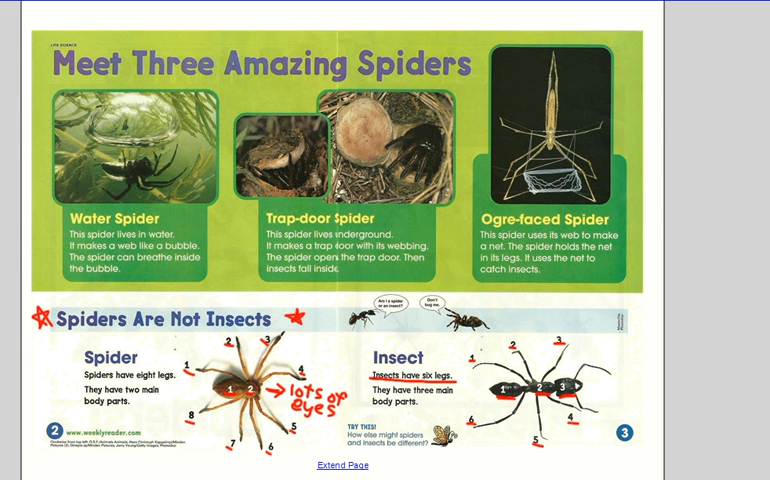 LIFE SCIENCE
Meet Three Amazing Spiders
Water Spider
This spider lives in water.
It makes a web like a bubble.
The spider can breathe inside
the bubble.
Trap-door Spider
This spider lives underground.
It makes a trap door with its webbing.
The spider opens the trap door. Then
insects fall inside.
Ogre-faced Spider
This spider uses its web to make
a net. The spider holds the net
in its legs. It uses the net to
catch insects.
Spiders Are Not Insects
Am I a spider
or an insect?
Don't
bug me.
Spider
Spiders have eight legs.
They have two main
body parts.
1
2
3
4
5
6
7
8
1 2
lots of
eyes
Insect
Insects have six legs.
They have three main
body parts.
1
2
3
4
5
6
1 2 3
2 www.weeklyreader.com
TRY THIS!
How else might spiders
and insects be different?
3
Extend Page